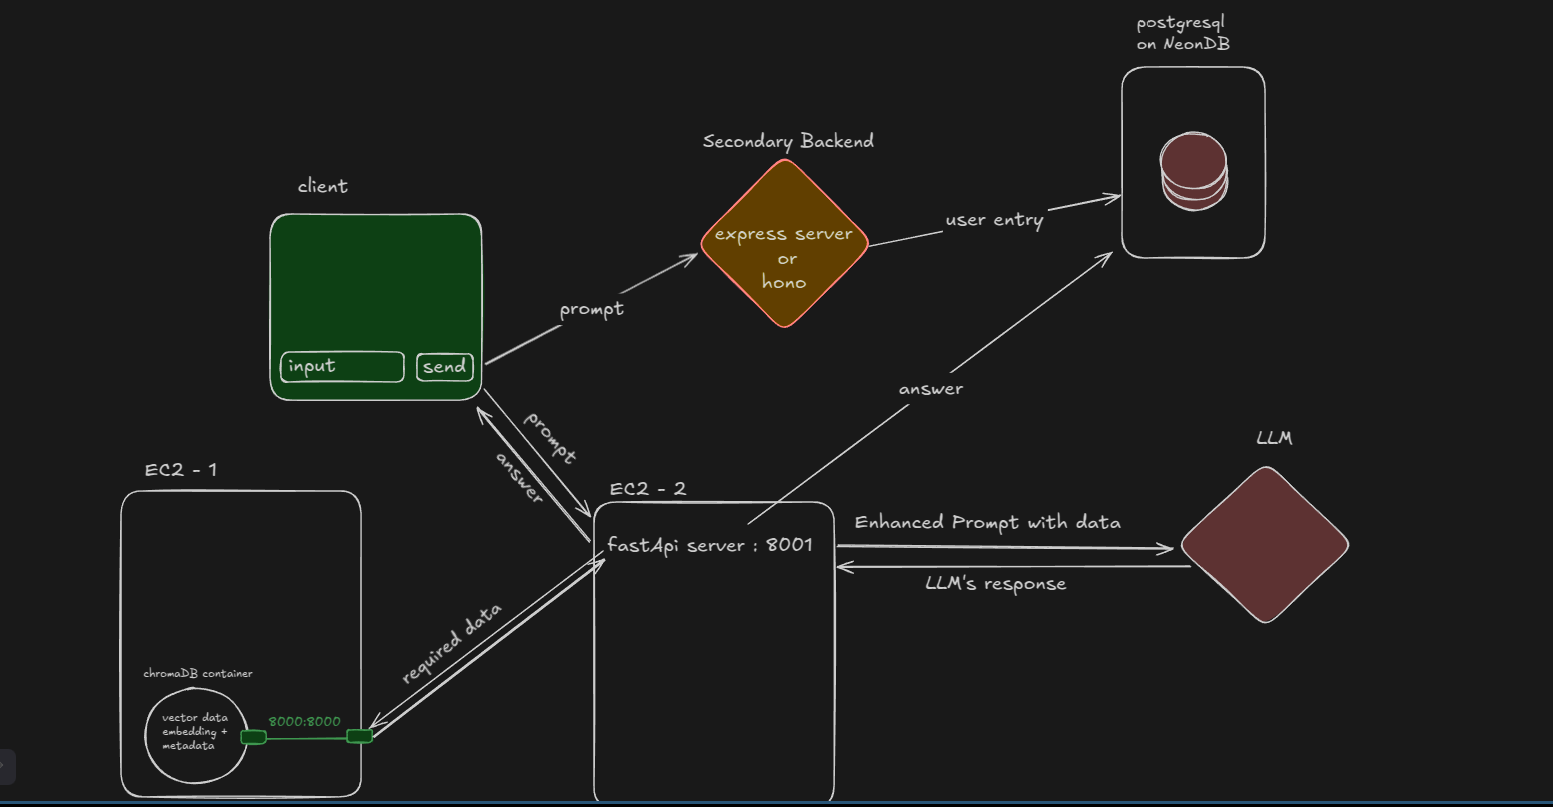 postgresql
on NeonDB
Secondary Backend
client
express server
or
hono
user entry
prompt
input
send
answer
prompt
answer
LLM
EC2 - 1
EC2 - 2
Enhanced Prompt with data
fastApi server : 8001
LLM's response
required data
chromaDB container
vector data
embedding +
metadata
8000:8000